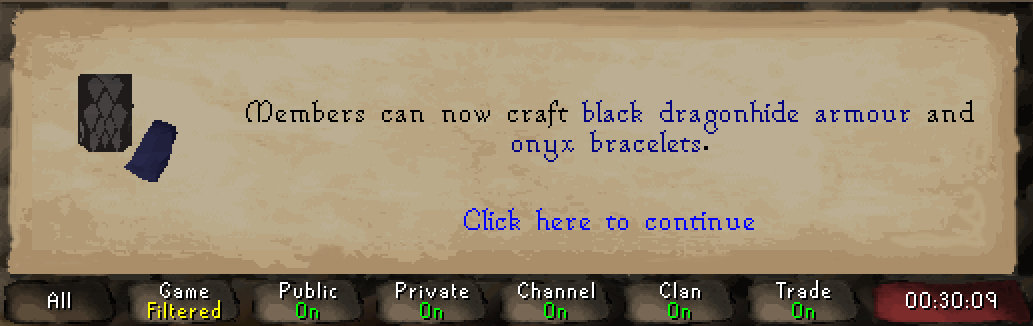 Members can now craft black dragonhide armour and
onyx bracelets.
Click here to continue
All
Game
Filtered
Public
On
Private
On
Channel
On
Clan
On
Trade
On
00:30:09